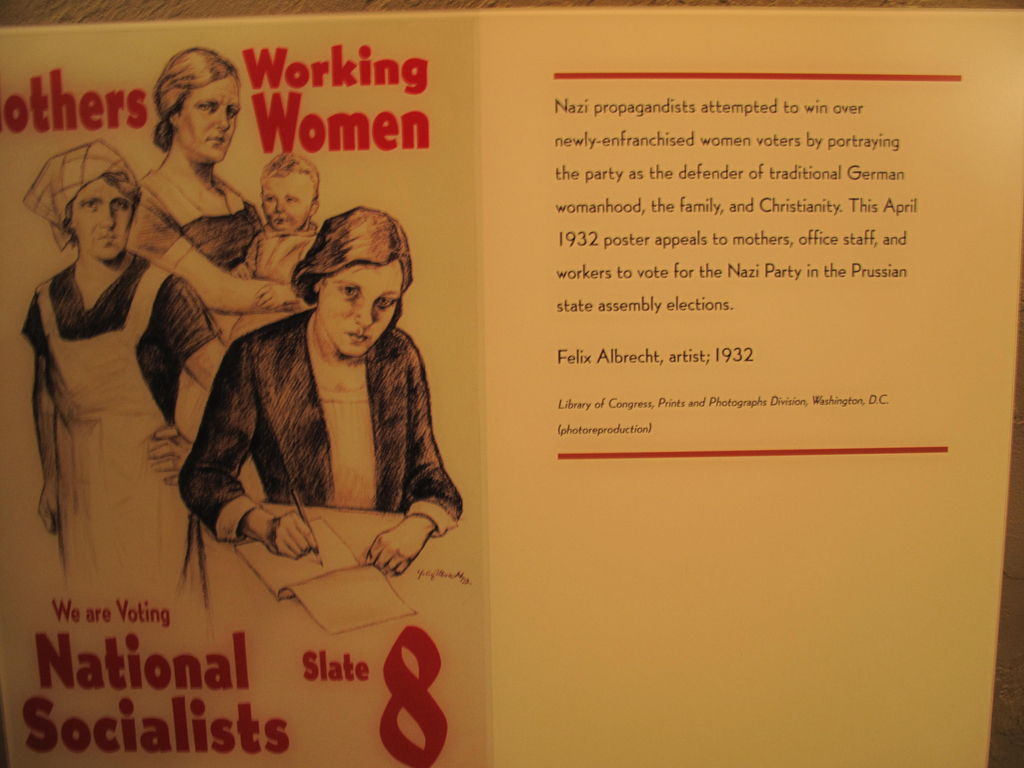 Mothers
Working
Women
We are Voting
National
Socialists
Slate 8
Nazi propagandists attempted to win over
newly-enfranchised women voters by portraying
the party as the defender of traditional German
womanhood, the family, and Christianity. This April
1932 poster appeals to mothers, office staff, and
workers to vote for the Nazi Party in the Prussian
state assembly elections.
Felix Albrecht, artist; 1932
Library of Congress, Prints and Photographs Division, Washington, D.C.
(photoreproduction)